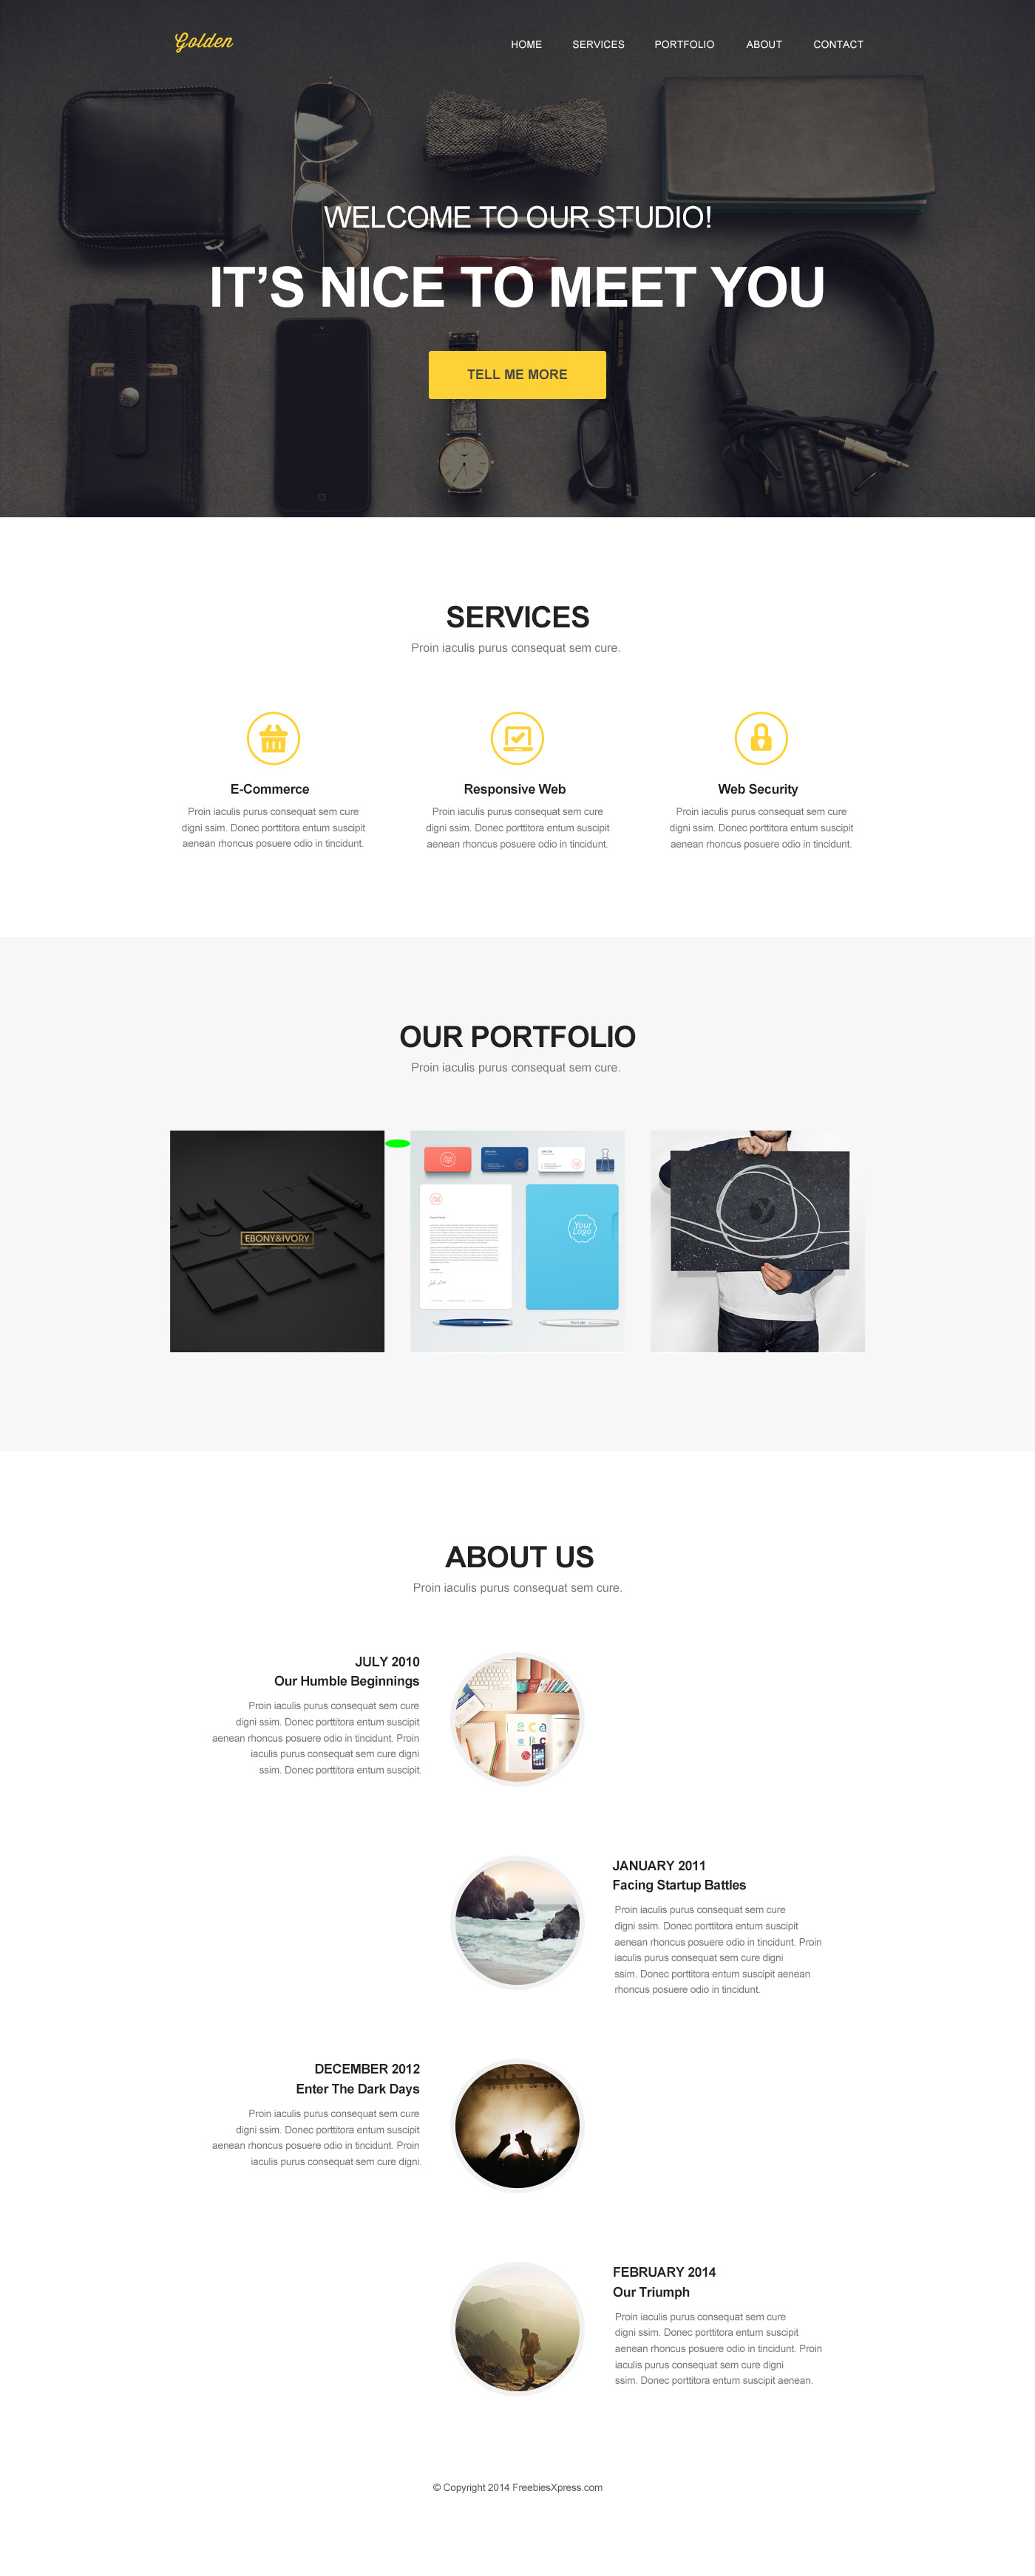 Golden
HOME SERVICES PORTFOLIO ABOUT CONTACT
WELCOME TO OUR STUDIO!
IT’S NICE TO MEET YOU
TELL ME MORE
SERVICES
Proin iaculis purus consequat sem cure.
E-Commerce
Proin iaculis purus consequat sem cure
digni ssim. Donec porttitora entum suscipit
aenean rhoncus posuere odio in tincidunt.
Responsive Web
Proin iaculis purus consequat sem cure
digni ssim. Donec porttitora entum suscipit
aenean rhoncus posuere odio in tincidunt.
Web Security
Proin iaculis purus consequat sem cure
digni ssim. Donec porttitora entum suscipit
aenean rhoncus posuere odio in tincidunt.
OUR PORTFOLIO
Proin iaculis purus consequat sem cure.
EBONY&IVORY
Your
Logo
ABOUT US
Proin iaculis purus consequat sem cure.
JULY 2010
Our Humble Beginnings
Proin iaculis purus consequat sem cure
digni ssim. Donec porttitora entum suscipit
aenean rhoncus posuere odio in tincidunt. Proin
iaculis purus consequat sem cure digni
ssim. Donec porttitora entum suscipit.
JANUARY 2011
Facing Startup Battles
Proin iaculis purus consequat sem cure
digni ssim. Donec porttitora entum suscipit
aenean rhoncus posuere odio in tincidunt. Proin
iaculis purus consequat sem cure digni
ssim. Donec porttitora entum suscipit aenean
rhoncus posuere odio in tincidunt.
DECEMBER 2012
Enter The Dark Days
Proin iaculis purus consequat sem cure
digni ssim. Donec porttitora entum suscipit
aenean rhoncus posuere odio in tincidunt. Proin
iaculis purus consequat sem cure digni.
FEBRUARY 2014
Our Triumph
Proin iaculis purus consequat sem cure
digni ssim. Donec porttitora entum suscipit
aenean rhoncus posuere odio in tincidunt. Proin
iaculis purus consequat sem cure digni
ssim. Donec porttitora entum suscipit aenean.
© Copyright 2014 FreebiesXpress.com